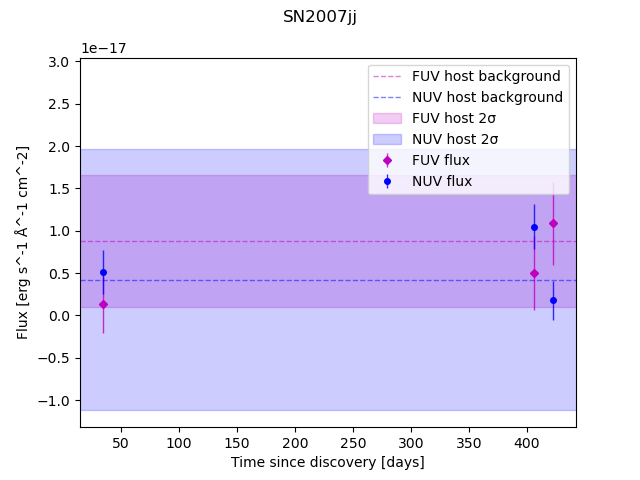 SN2007jj
1e−17
3.0
2.5
2.0
1.5
1.0
0.5
0.0
−0.5
−1.0
Flux [erg s^-1 Å^-1 cm^-2]
FUV host background
NUV host background
FUV host 2σ
NUV host 2σ
FUV flux
NUV flux
50 100 150 200 250 300 350 400
Time since discovery [days]